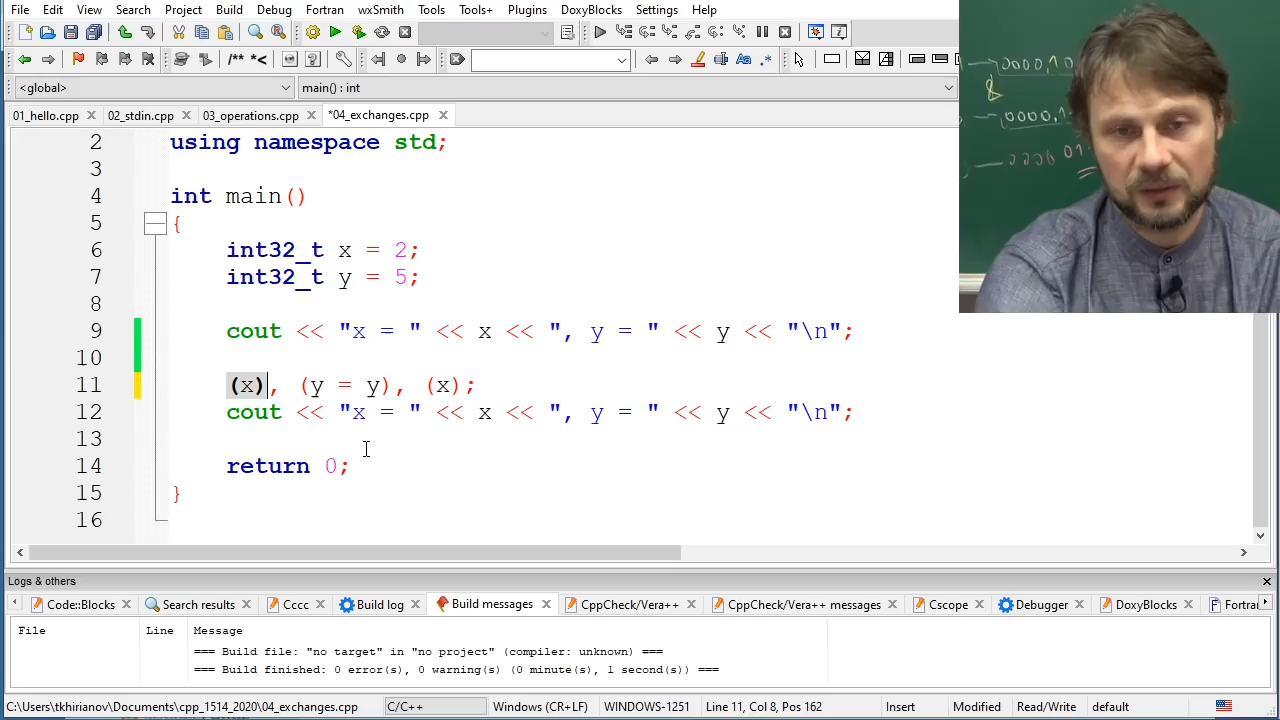 File Edit View Search Project Build Debug Fortran wxSmith Tools Tools+ Plugins DoxyBlocks Settings Help
/** *<
.*
<global> main() : int
01_hello.cpp 02_stdin.cpp 03_operations.cpp *04_exchanges.cpp
2 using namespace std;
3
4 int main()
5 {
6 int32_t x = 2;
7 int32_t y = 5;
8
9 cout << "x = " << x << ", y = " << y << "\n";
10
11 (x), (y = y), (x);
12 cout << "x = " << x << ", y = " << y << "\n";
13
14 return 0;
15 }
16
Logs & others
Code::Blocks Search results Cccc Build log Build messages CppCheck/Vera++ CppCheck/Vera++ messages Cscope Debugger DoxyBlocks Fortra
File Line Message
=== Build file: "no target" in "no project" (compiler: unknown) ===
=== Build finished: 0 error(s), 0 warning(s) (0 minute(s), 1 second(s)) ===
C:\Users\tkhirianov\Documents\cpp_1514_2020\04_exchanges.cpp C/C++ Windows (CR+LF) WINDOWS-1251 Line 11, Col 8, Pos 162 Insert Modified Read/Write default